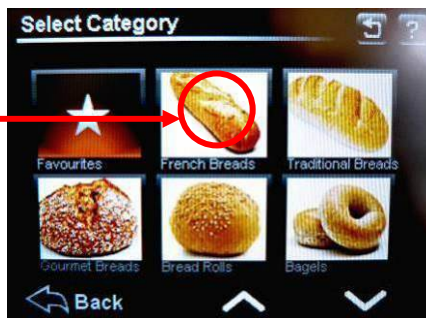 Select Category
?
Favourites
French Breads
Traditional Breads
Gourmet Breads
Bread Rolls
Bagels
Back